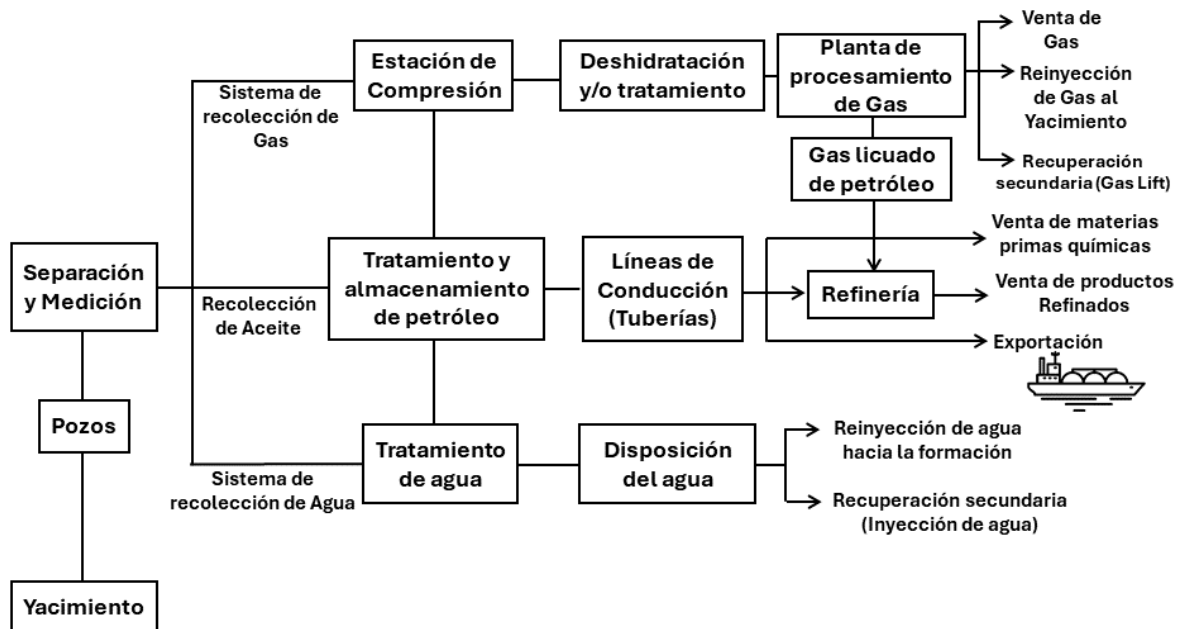 Estación de
Compresión
Deshidratación
y/o tratamiento
Planta de
procesamiento
de Gas
Venta de
Gas
Reinyección
de Gas al
Yacimiento
Recuperación
secundaria (Gas Lift)
Sistema de
recolección de
Gas
Gas licuado
de petróleo
Separación
y Medición
Recolección
de Aceite
Tratamiento y
almacenamiento
de petróleo
Líneas de
Conducción
(Tuberías)
Refinería
Venta de materias
primas químicas
Venta de productos
Refinados
Exportación
Pozos
Sistema de
recolección de Agua
Tratamiento
de agua
Disposición
del agua
Reinyección de agua
hacia la formación
Recuperación secundaria
(Inyección de agua)
Yacimiento